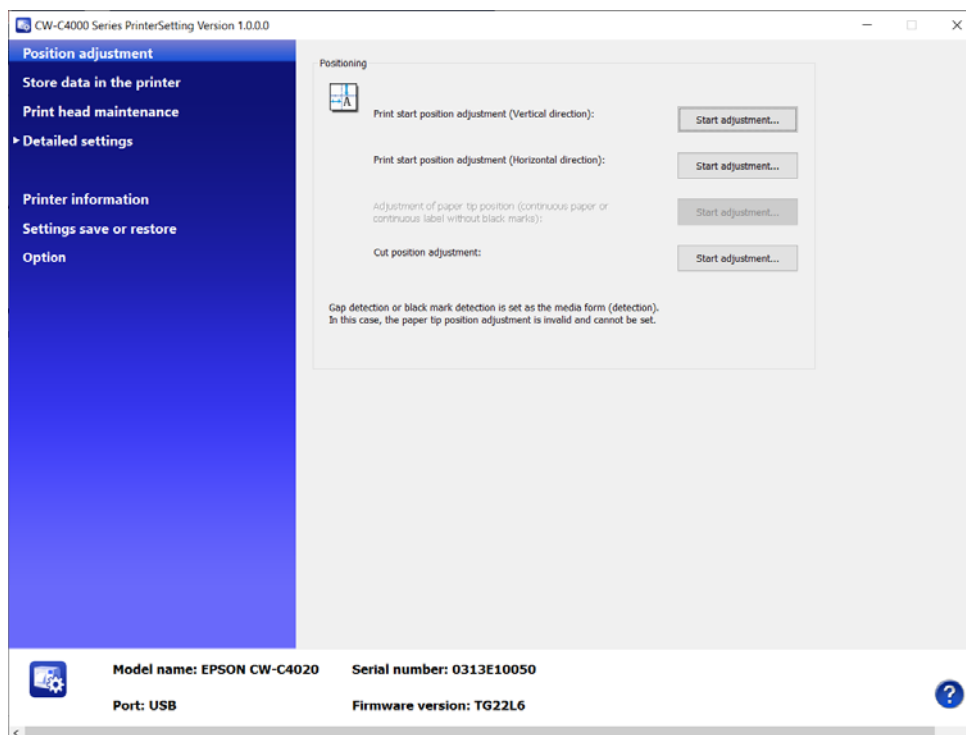 CW-C4000 Series PrinterSetting Version 1.0.0.0
Position adjustment
Store data in the printer
Print head maintenance
Detailed settings
Printer information
Settings save or restore
Option
Positioning
A
Print start position adjustment (Vertical direction):
Start adjustment...
Print start position adjustment (Horizontal direction):
Start adjustment...
Adjustment of paper tip position (continuous paper or
continuous label without black marks):
Start adjustment...
Cut position adjustment:
Start adjustment...
Gap detection or black mark detection is set as the media form (detection).
In this case, the paper tip position adjustment is invalid and cannot be set.
Model name: EPSON CW-C4020
Serial number: 0313E10050
Port: USB
Firmware version: TG22L6
?